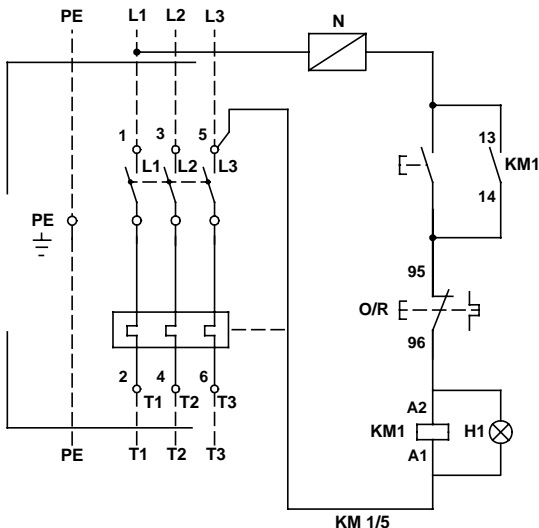 PE L1 L2 L3 N
1 3 5
13
L1 L2 L3
KM1
14
PE
95
O/R
96
2 4 6
T1 T2 T3
A2
KM1 H1
A1
PE T1 T2 T3
KM 1/5